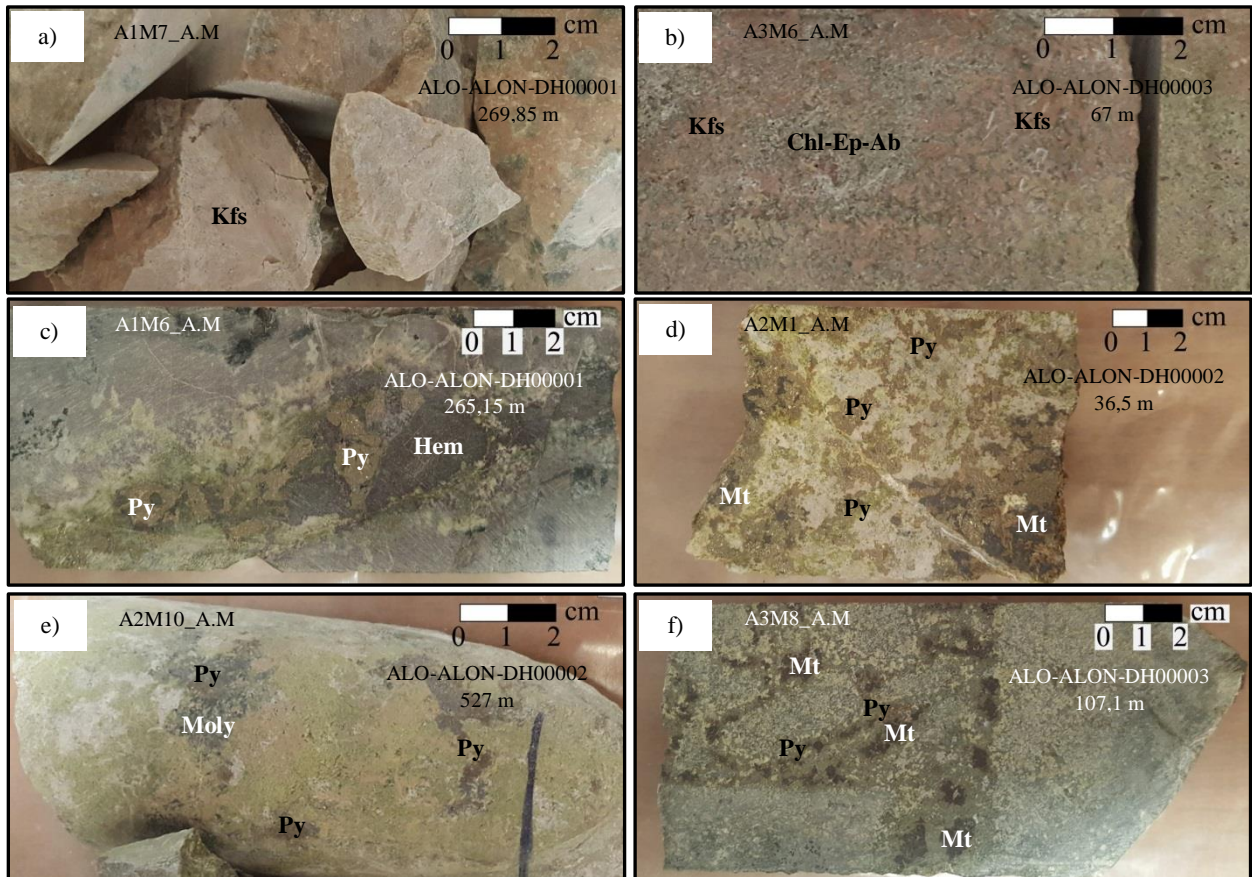 a)
A1M7_A.M
cm
0 1 2
ALO-ALON-DH00001
269,85 m
Kfs
b)
A3M6_A.M
cm
0 1 2
ALO-ALON-DH00003
67 m
Kfs
Kfs
Chl-Ep-Ab
c)
A1M6_A.M
cm
0 1 2
ALO-ALON-DH00001
265,15 m
Hem
Py
Py
d)
A2M1_A.M
cm
0 1 2
Py
ALO-ALON-DH00002
36,5 m
Py
Mt
Py
Mt
e)
A2M10_A.M
cm
0 1 2
Py
ALO-ALON-DH00002
527 m
Moly
Py
Py
f)
A3M8_A.M
cm
0 1 2
Mt
ALO-ALON-DH00003
107,1 m
Py
Mt
Py
Mt